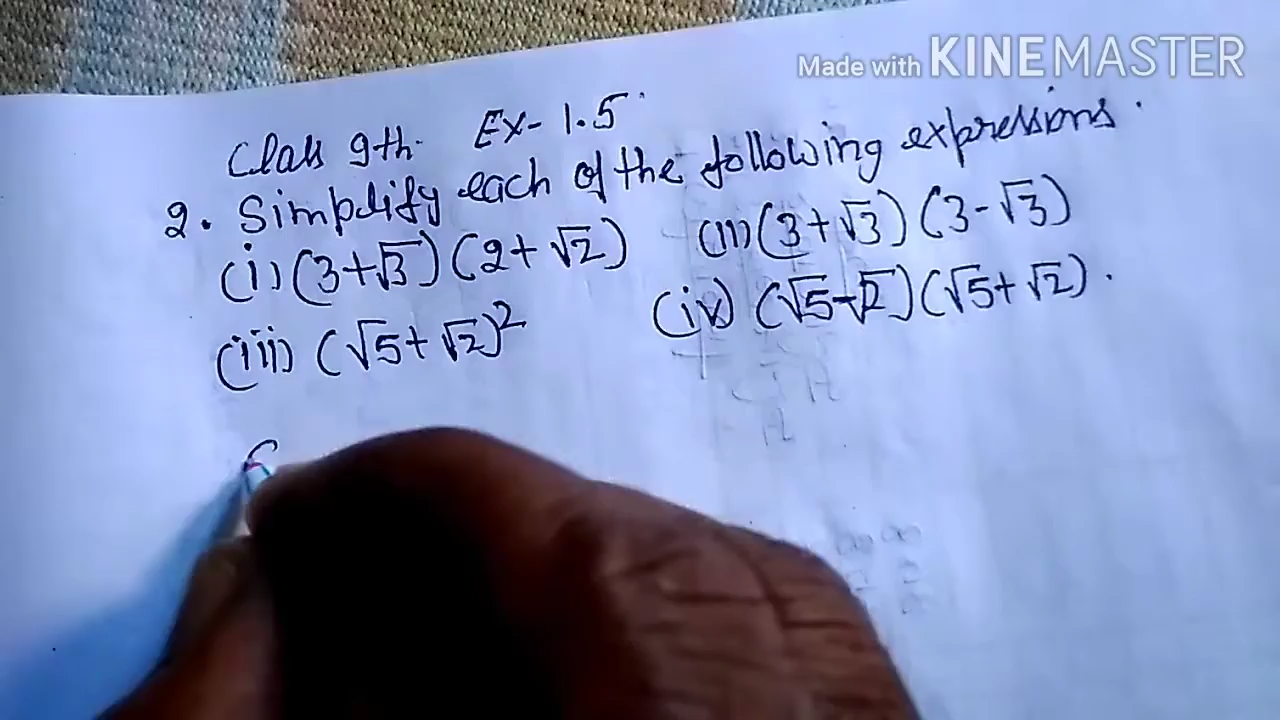 Made with KINEMASTER
Class 9th. Ex- 1.5
2. Simplify each of the following expressions.
(i) (3+√3) (2+√2) (ii) (3+√3) (3-√3)
(iii) (√5+√2)² (iv) (√5-√2) (√5+√2).